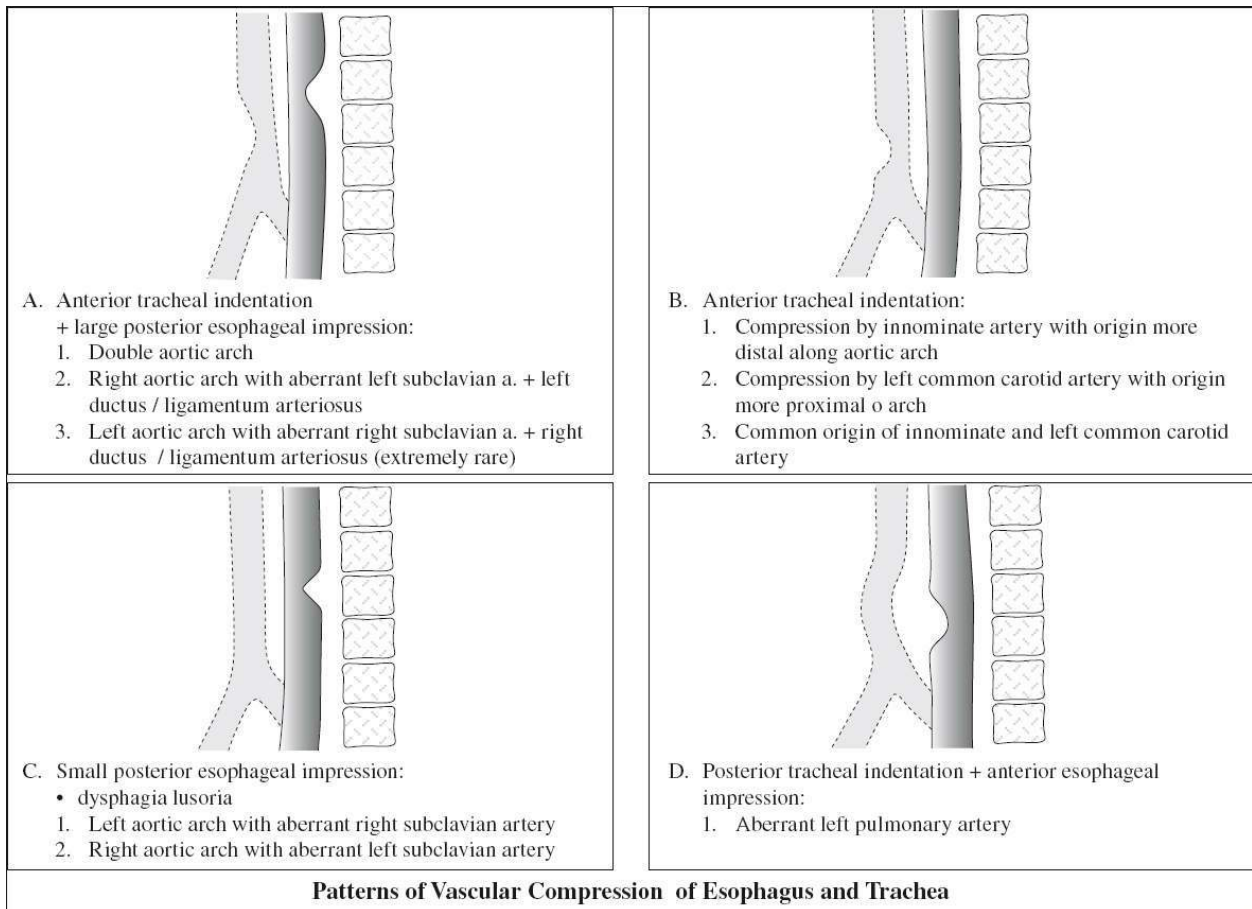 A. Anterior tracheal indentation
+ large posterior esophageal impression:
1. Double aortic arch
2. Right aortic arch with aberrant left subclavian a. + left
ductus / ligamentum arteriosus
3. Left aortic arch with aberrant right subclavian a. + right
ductus / ligamentum arteriosus (extremely rare)
B. Anterior tracheal indentation:
1. Compression by innominate artery with origin more
distal along aortic arch
2. Compression by left common carotid artery with origin
more proximal o arch
3. Common origin of innominate and left common carotid
artery
C. Small posterior esophageal impression:
• dysphagia lusoria
1. Left aortic arch with aberrant right subclavian artery
2. Right aortic arch with aberrant left subclavian artery
D. Posterior tracheal indentation + anterior esophageal
impression:
1. Aberrant left pulmonary artery
Patterns of Vascular Compression of Esophagus and Trachea